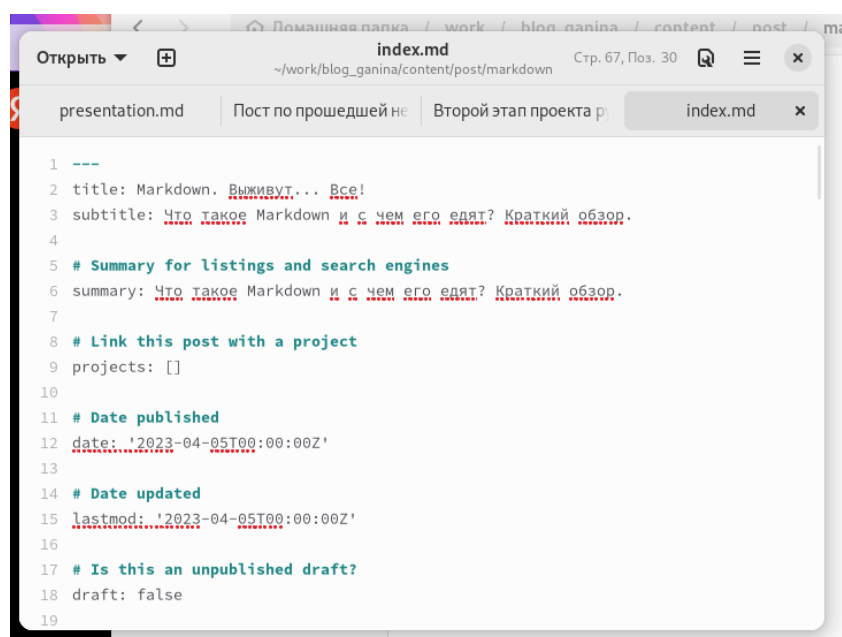 Домашняя папка / work / blog_ganina / content / post / ma
Открыть
index.md
~/work/blog_ganina/content/post/markdown
Стр. 67, Поз. 30
presentation.md
Пост по прошедшей не
Второй этап проекта р
index.md
1 ---
2 title: Markdown. Выживут... Все!
3 subtitle: Что такое Markdown и с чем его едят? Краткий обзор.
4
5 # Summary for listings and search engines
6 summary: Что такое Markdown и с чем его едят? Краткий обзор.
7
8 # Link this post with a project
9 projects: []
10
11 # Date published
12 date: '2023-04-05T00:00:00Z'
13
14 # Date updated
15 lastmod: '2023-04-05T00:00:00Z'
16
17 # Is this an unpublished draft?
18 draft: false
19